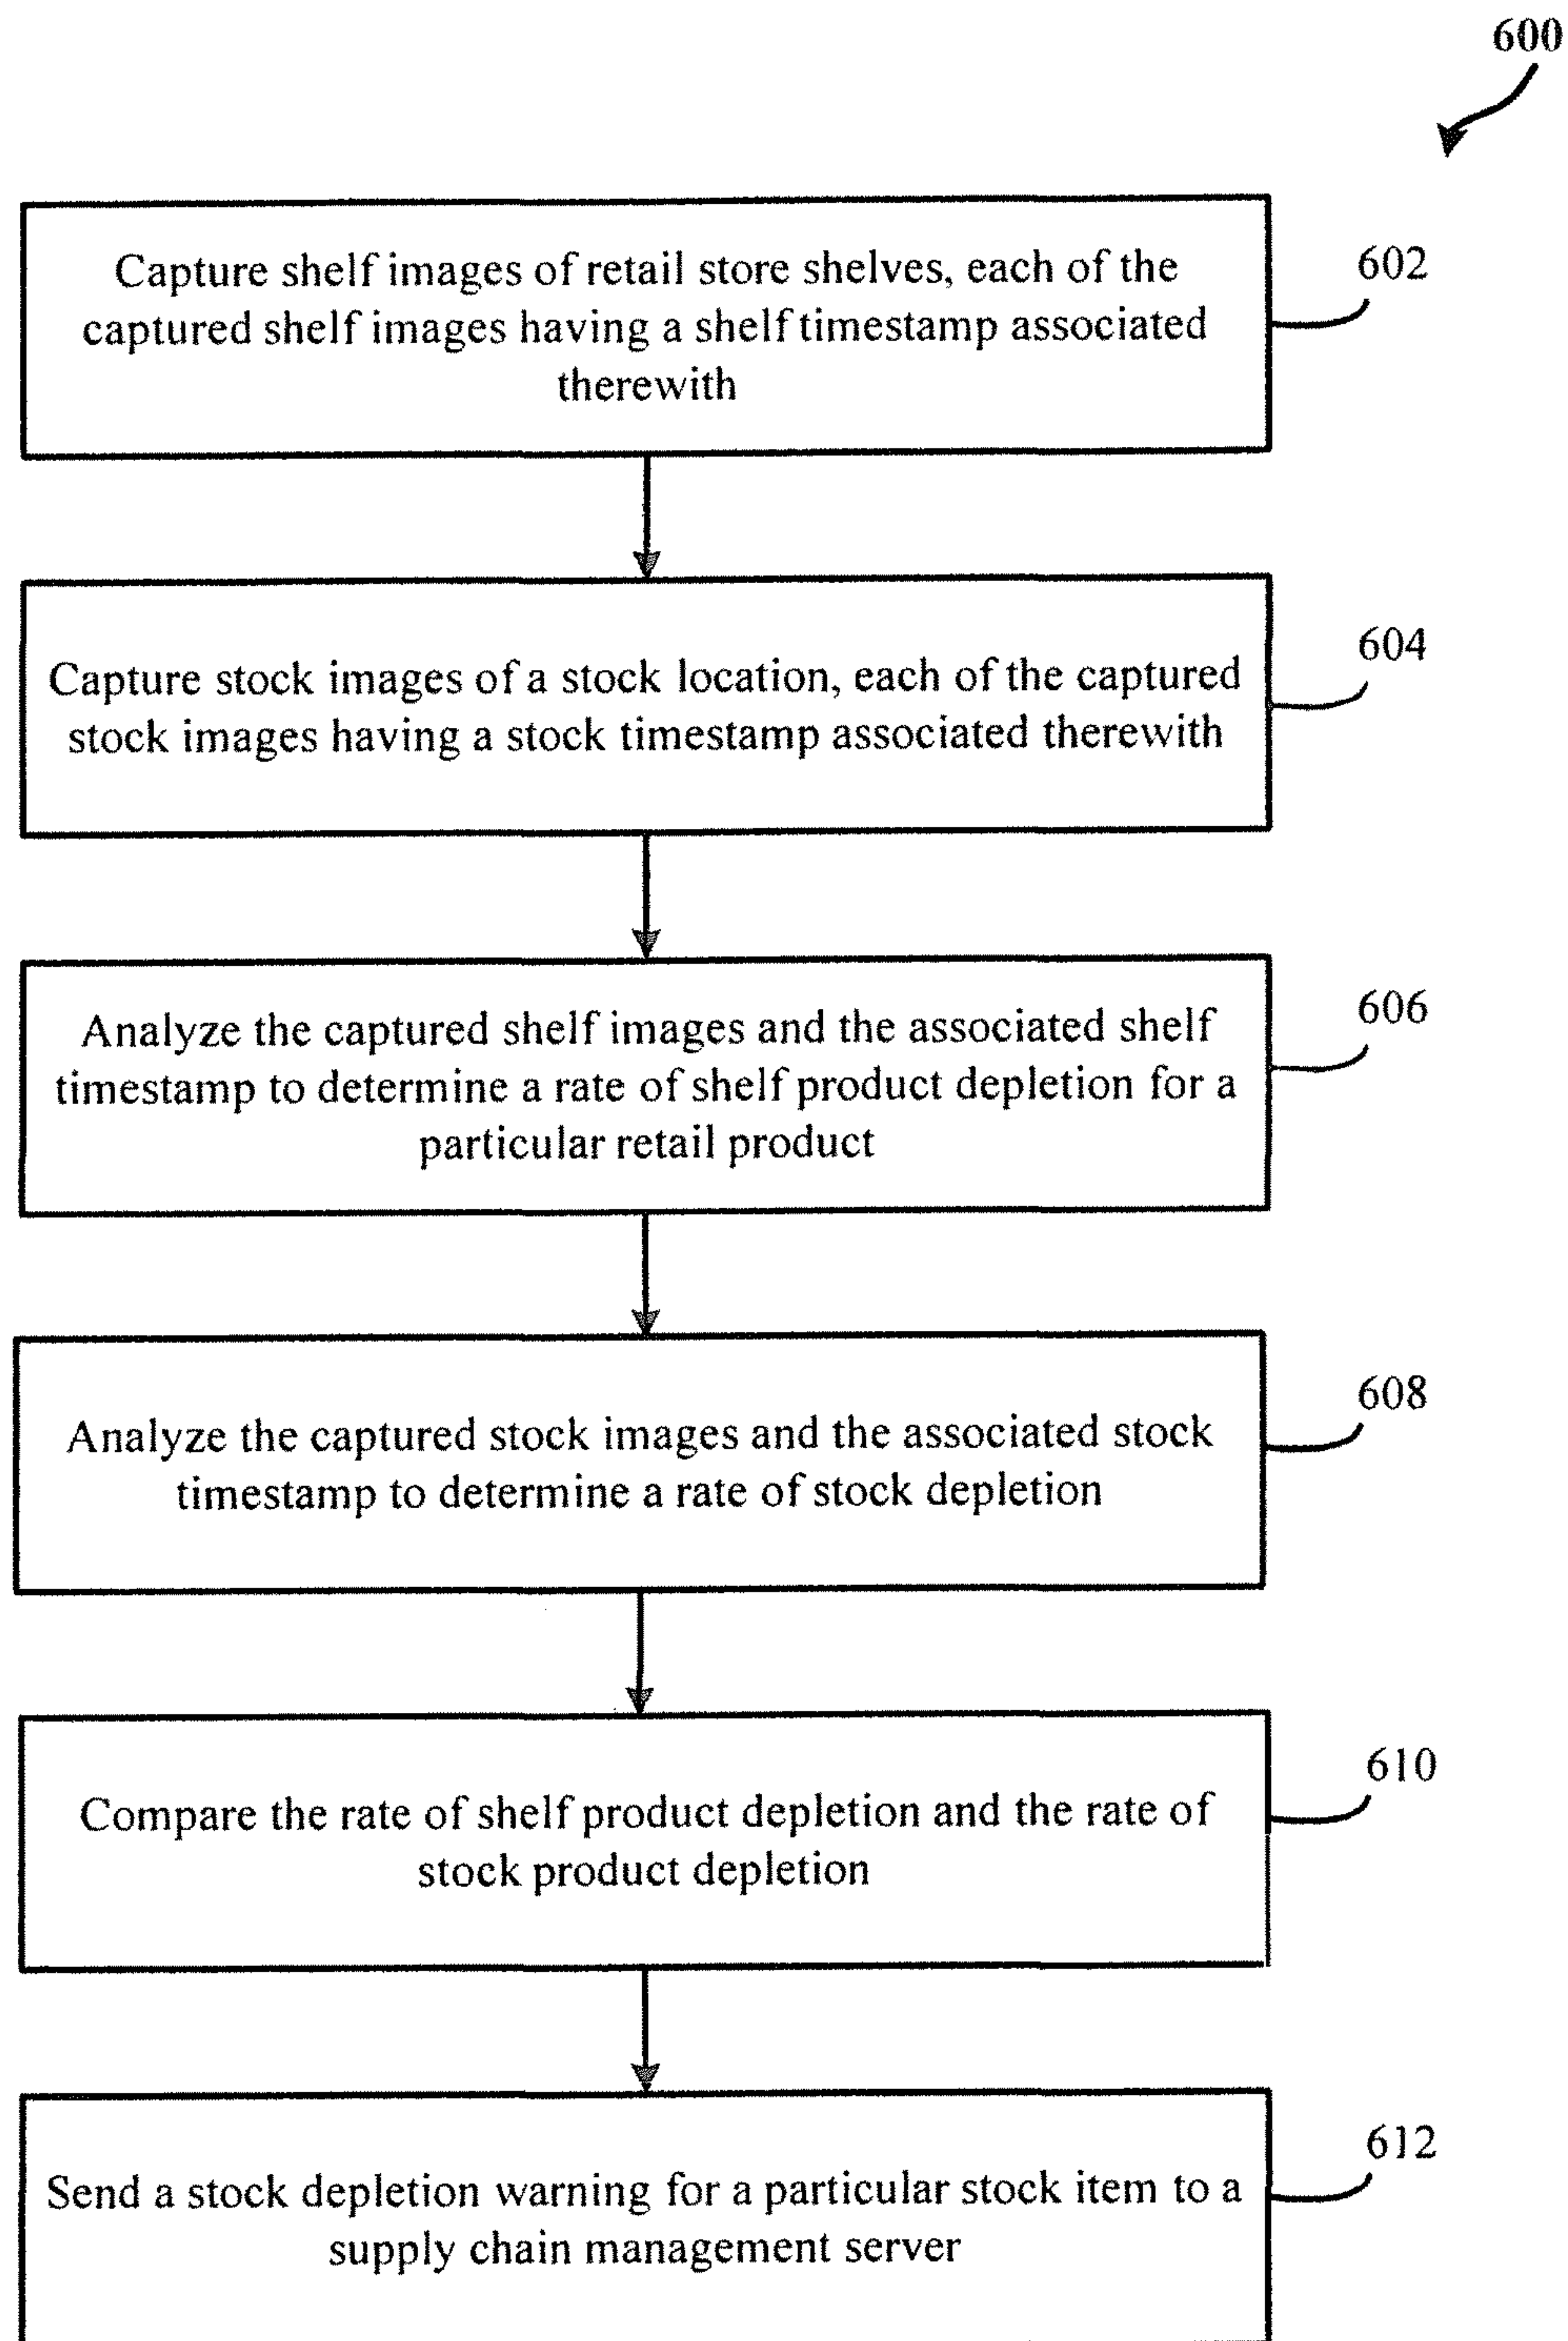 600
Capture shelf images of retail store shelves, each of the
captured shelf images having a shelf timestamp associated
therewith
602
Capture stock images of a stock location, each of the captured
stock images having a stock timestamp associated therewith
604
Analyze the captured shelf images and the associated shelf
timestamp to determine a rate of shelf product depletion for a
particular retail product
606
Analyze the captured stock images and the associated stock
timestamp to determine a rate of stock depletion
608
Compare the rate of shelf product depletion and the rate of
stock product depletion
610
Send a stock depletion warning for a particular stock item to a
supply chain management server
612